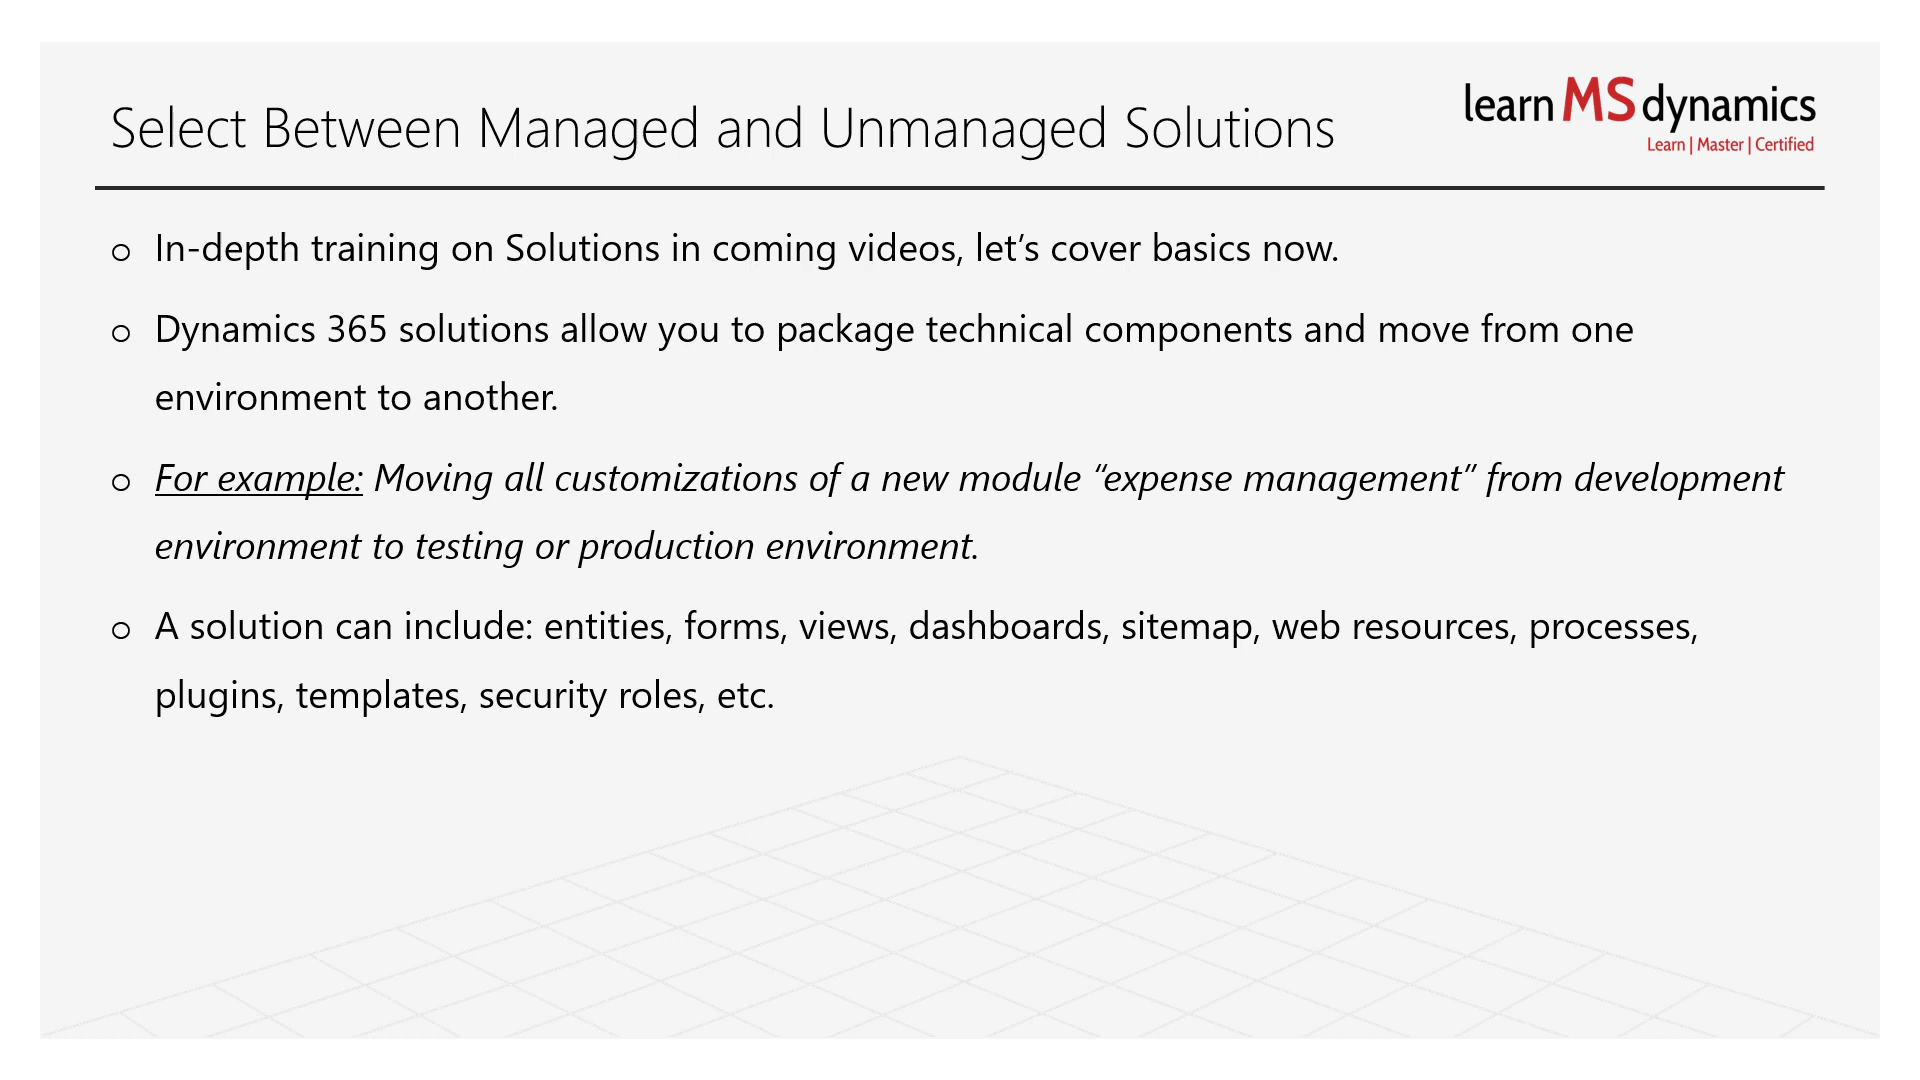 Select Between Managed and Unmanaged Solutions
learn MS dynamics
Learn | Master | Certified
o In-depth training on Solutions in coming videos, let’s cover basics now.
o Dynamics 365 solutions allow you to package technical components and move from one
environment to another.
o For example: Moving all customizations of a new module “expense management” from development
environment to testing or production environment.
o A solution can include: entities, forms, views, dashboards, sitemap, web resources, processes,
plugins, templates, security roles, etc.